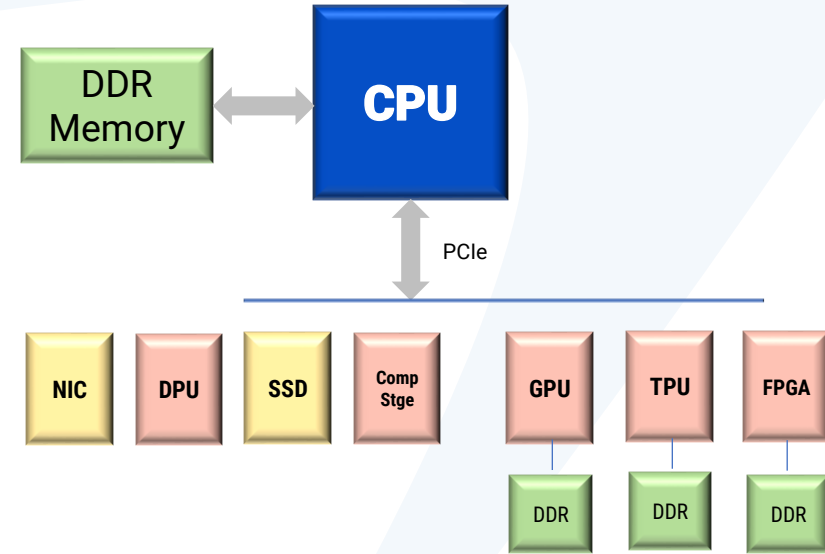 DDR
Memory
CPU
PCIe
NIC
DPU
SSD
Comp
Stge
GPU
TPU
FPGA
DDR
DDR
DDR